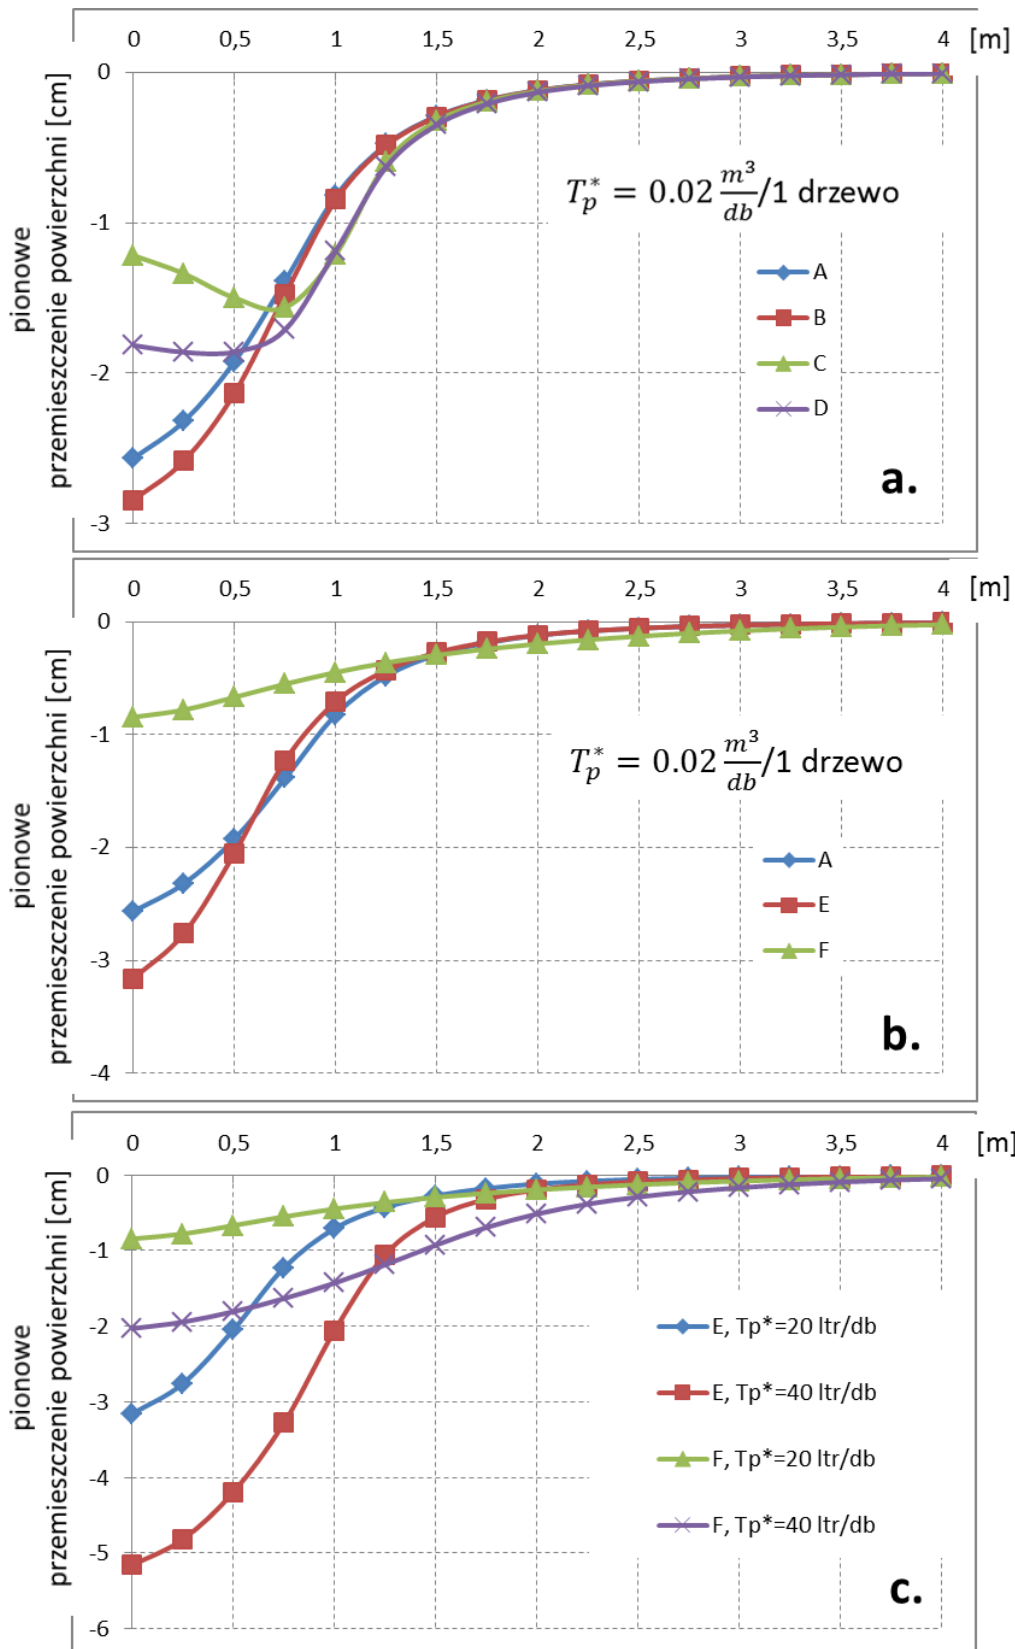 0 0,5 1 1,5 2 2,5 3 3,5 4 [m]
0
-1
-2
-3
pionowe
przemieszczenie powierzchni [cm]
T_p^* = 0.02 m³/db /1 drzewo
A
B
C
D
a.
0 0,5 1 1,5 2 2,5 3 3,5 4 [m]
0
-1
-2
-3
-4
pionowe
przemieszczenie powierzchni [cm]
T_p^* = 0.02 m³/db /1 drzewo
A
E
F
b.
0 0,5 1 1,5 2 2,5 3 3,5 4 [m]
0
-1
-2
-3
-4
-5
-6
pionowe
przemieszczenie powierzchni [cm]
E, Tp*=20 ltr/db
E, Tp*=40 ltr/db
F, Tp*=20 ltr/db
F, Tp*=40 ltr/db
c.